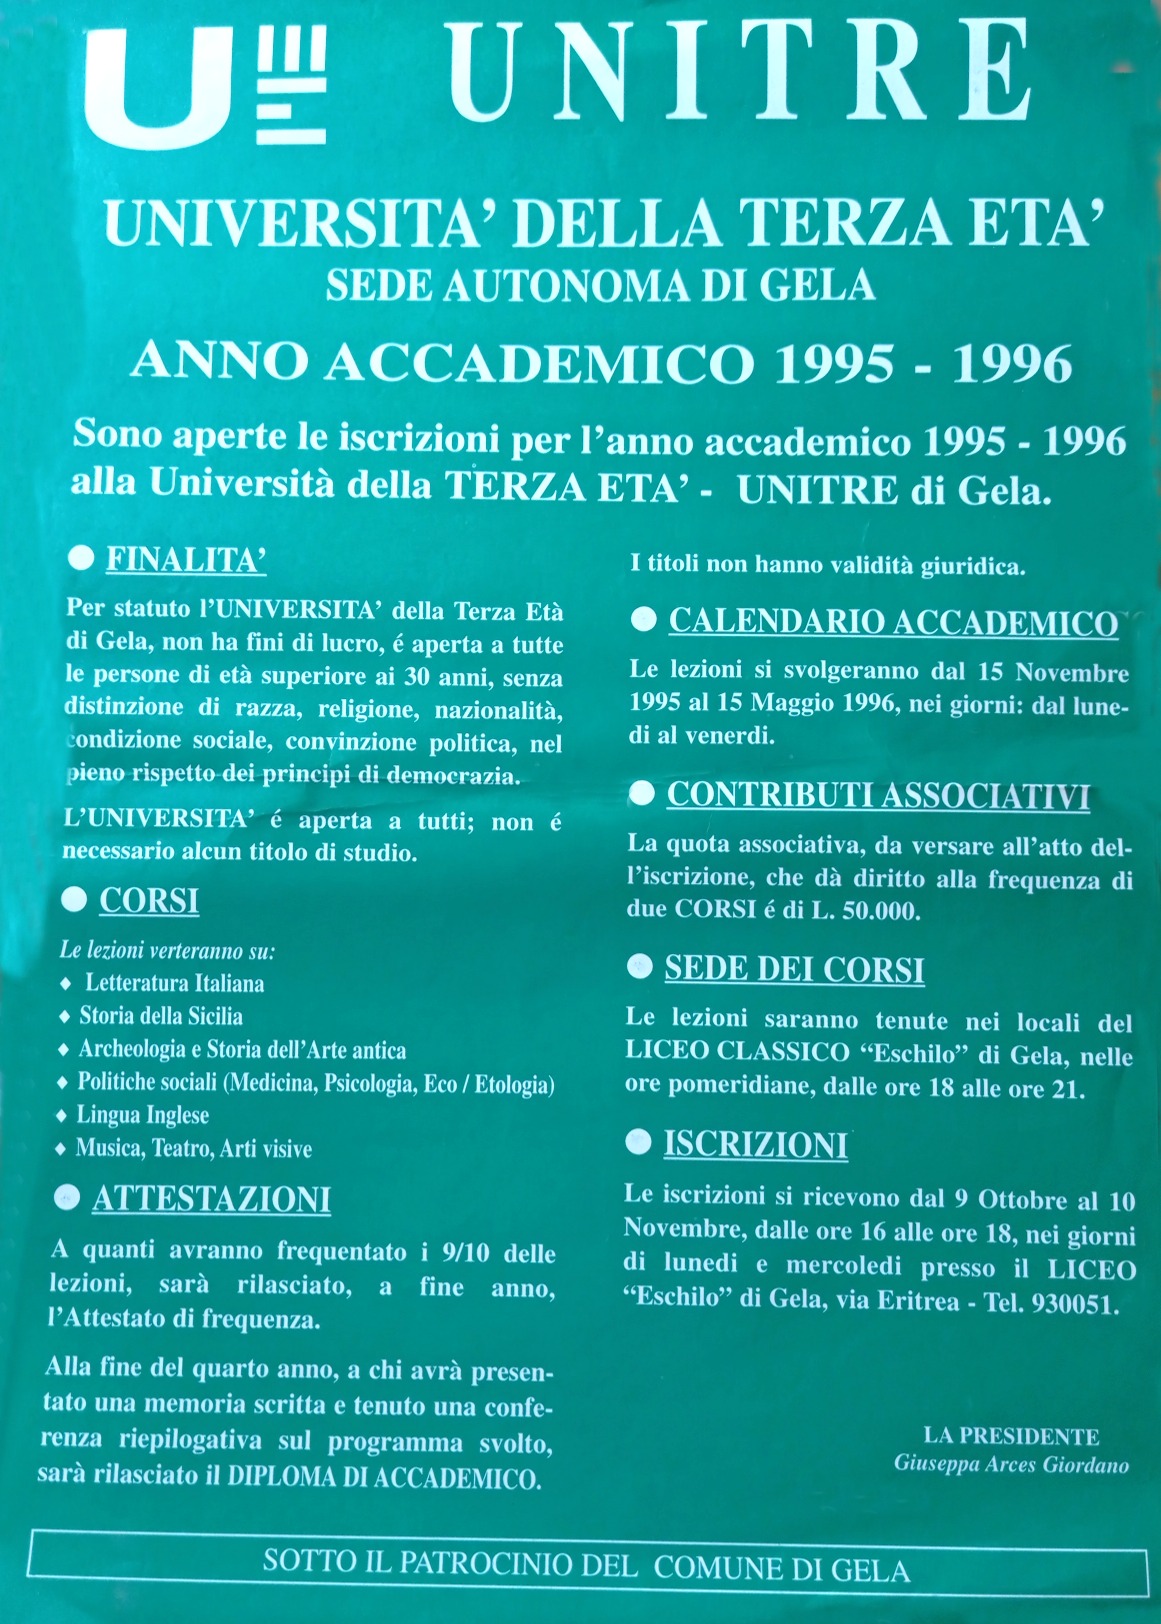 UE UNITRE
UNIVERSITA’ DELLA TERZA ETA’
SEDE AUTONOMA DI GELA
ANNO ACCADEMICO 1995 - 1996
Sono aperte le iscrizioni per l’anno accademico 1995 - 1996
alla Università della TERZA ETA’ - UNITRE di Gela.
● FINALITA’
Per statuto l’UNIVERSITA’ della Terza Età
di Gela, non ha fini di lucro, é aperta a tutte
le persone di età superiore ai 30 anni, senza
distinzione di razza, religione, nazionalità,
condizione sociale, convinzione politica, nel
pieno rispetto dei principi di democrazia.
L’UNIVERSITA’ é aperta a tutti; non é
necessario alcun titolo di studio.
● CORSI
Le lezioni verteranno su:
♦ Letteratura Italiana
♦ Storia della Sicilia
♦ Archeologia e Storia dell’Arte antica
♦ Politiche sociali (Medicina, Psicologia, Eco / Etologia)
♦ Lingua Inglese
♦ Musica, Teatro, Arti visive
● ATTESTAZIONI
A quanti avranno frequentato i 9/10 delle
lezioni, sarà rilasciato, a fine anno,
l’Attestato di frequenza.
Alla fine del quarto anno, a chi avrà presen-
tato una memoria scritta e tenuto una confe-
renza riepilogativa sul programma svolto,
sarà rilasciato il DIPLOMA DI ACCADEMICO.
I titoli non hanno validità giuridica.
● CALENDARIO ACCADEMICO
Le lezioni si svolgeranno dal 15 Novembre
1995 al 15 Maggio 1996, nei giorni: dal lune-
di al venerdi.
● CONTRIBUTI ASSOCIATIVI
La quota associativa, da versare all’atto del-
l’iscrizione, che dà diritto alla frequenza di
due CORSI é di L. 50.000.
● SEDE DEI CORSI
Le lezioni saranno tenute nei locali del
LICEO CLASSICO “Eschilo” di Gela, nelle
ore pomeridiane, dalle ore 18 alle ore 21.
● ISCRIZIONI
Le iscrizioni si ricevono dal 9 Ottobre al 10
Novembre, dalle ore 16 alle ore 18, nei giorni
di lunedi e mercoledi presso il LICEO
“Eschilo” di Gela, via Eritrea - Tel. 930051.
LA PRESIDENTE
Giuseppa Arces Giordano
SOTTO IL PATROCINIO DEL COMUNE DI GELA